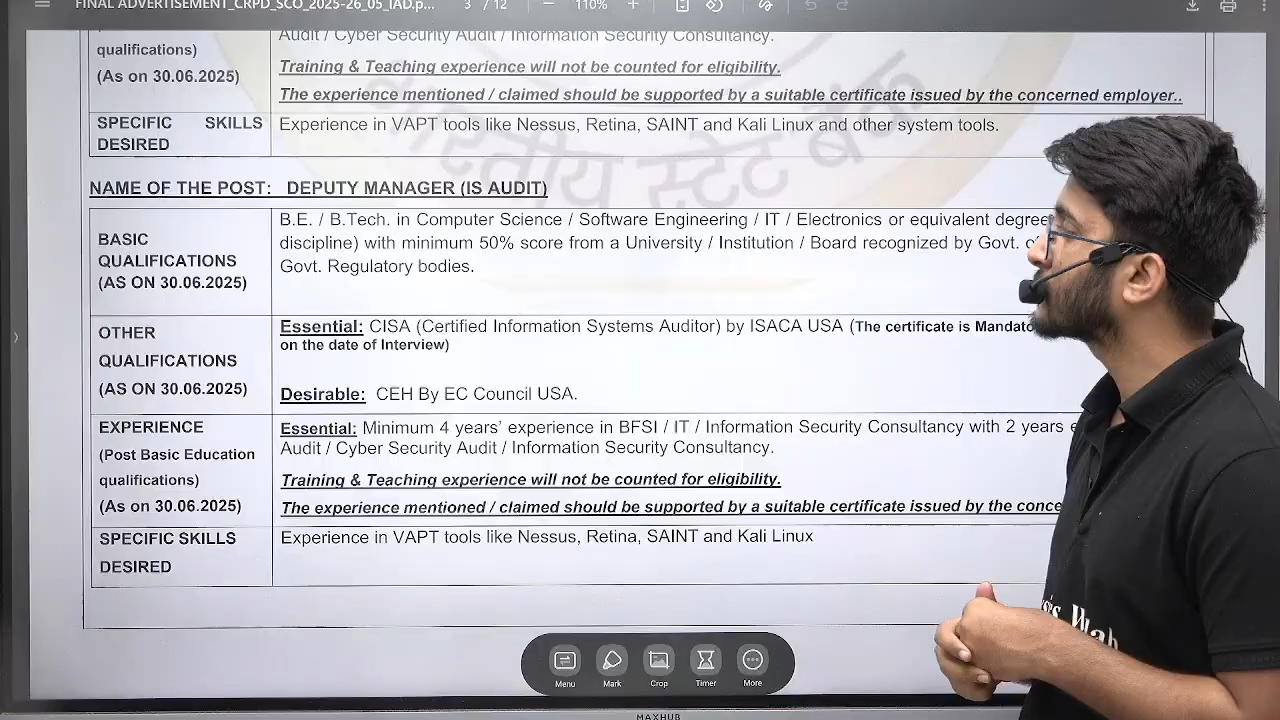 FINAL ADVERTISEMENT_CRPD_SCO_2025-26_05_IAD.p...
3 / 12
110%
qualifications)
(As on 30.06.2025)
Audit / Cyber Security Audit / Information Security Consultancy.
Training & Teaching experience will not be counted for eligibility.
The experience mentioned / claimed should be supported by a suitable certificate issued by the concerned employer..
SPECIFIC SKILLS
DESIRED
Experience in VAPT tools like Nessus, Retina, SAINT and Kali Linux and other system tools.
भारतीय स्टेट बैंक
NAME OF THE POST: DEPUTY MANAGER (IS AUDIT)
BASIC
QUALIFICATIONS
(AS ON 30.06.2025)
B.E. / B.Tech. in Computer Science / Software Engineering / IT / Electronics or equivalent degree
discipline) with minimum 50% score from a University / Institution / Board recognized by Govt.
Govt. Regulatory bodies.
OTHER
QUALIFICATIONS
(AS ON 30.06.2025)
Essential: CISA (Certified Information Systems Auditor) by ISACA USA (The certificate is Mandato
on the date of Interview)
Desirable: CEH By EC Council USA.
EXPERIENCE
(Post Basic Education
qualifications)
(As on 30.06.2025)
Essential: Minimum 4 years' experience in BFSI / IT / Information Security Consultancy with 2 years
Audit / Cyber Security Audit / Information Security Consultancy.
Training & Teaching experience will not be counted for eligibility.
The experience mentioned / claimed should be supported by a suitable certificate issued by the conce
SPECIFIC SKILLS
DESIRED
Experience in VAPT tools like Nessus, Retina, SAINT and Kali Linux
Menu
Mark
Crop
Timer
More
MAXHUB